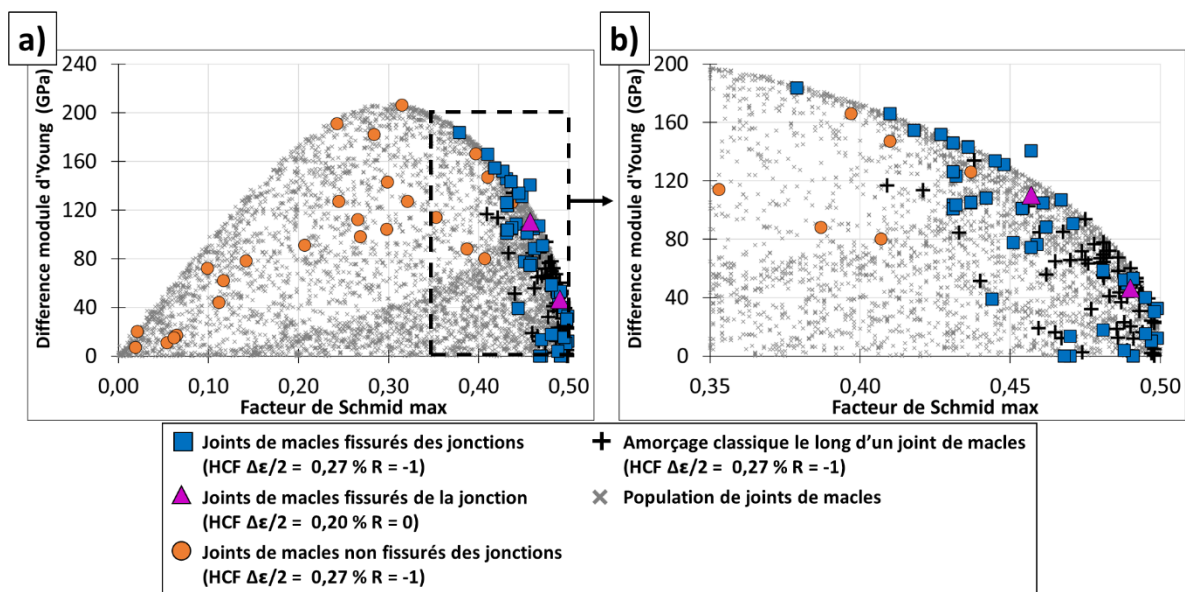 a)
b)
Difference module d'Young (GPa)
240
200
160
120
80
40
0
0,00
0,10
0,20
0,30
0,40
0,50
Facteur de Schmid max
Difference module d'Young (GPa)
200
160
120
80
40
0
0,35
0,40
0,45
0,50
Facteur de Schmid max
Joints de macles fissurés des jonctions
(HCF Δε/2 = 0,27 % R = -1)
Joints de macles fissurés de la jonction
(HCF Δε/2 = 0,20 % R = 0)
Joints de macles non fissurés des jonctions
(HCF Δε/2 = 0,27 % R = -1)
Amorçage classique le long d’un joint de macles
(HCF Δε/2 = 0,27 % R = -1)
Population de joints de macles